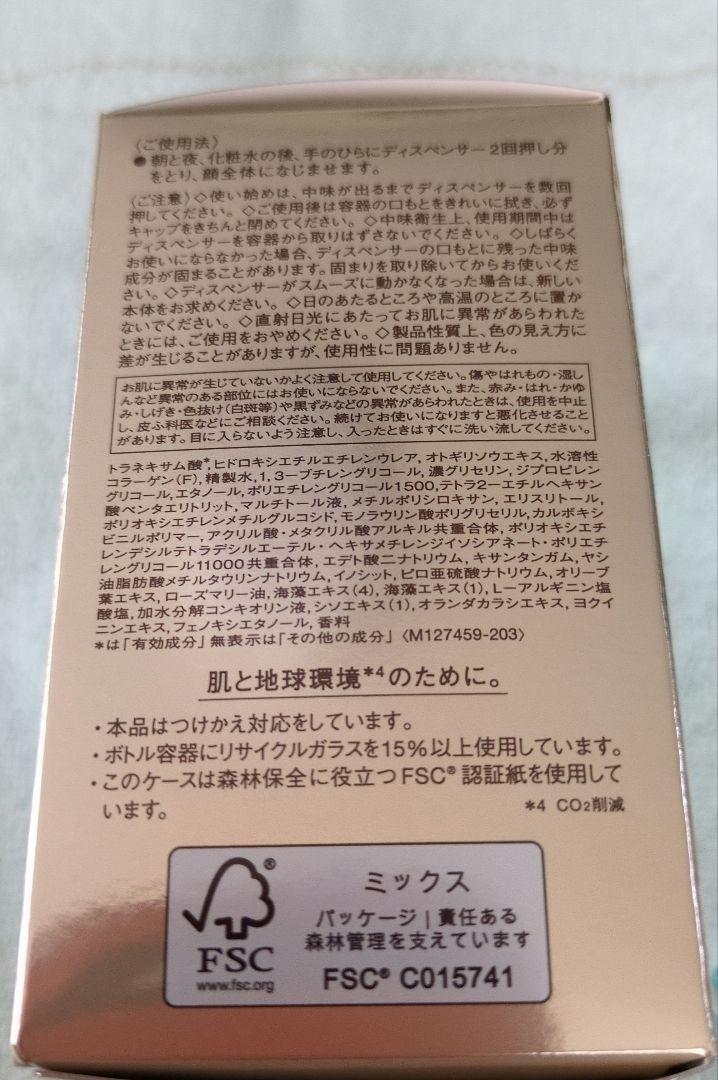 〈ご使用法〉
●朝と夜、化粧水の後、手のひらにディスペンサー2回押し分
をとり、顔全体になじませます。
〈ご注意〉◇使い始めは、中味が出るまでディスペンサーを数回
押してください。◇ご使用後は容器の口もとをきれいに拭き、必ず
キャップをきちんと閉めてください。◇中味衛生上、使用期間中は
ディスペンサーを容器から取りはずさないでください。◇しばらく
お使いにならなかった場合、ディスペンサーの口もとに残った中味
成分が固まることがあります。固まりを取り除いてからお使いくだ
さい。◇ディスペンサーがスムーズに動かなくなった場合は、新しい
本体をお求めください。◇日のあたるところや高温のところに置か
ないでください。◇直射日光にあたってお肌に異常があらわれた
ときには、ご使用をおやめください。◇製品性質上、色の見え方に
差が生じることがありますが、使用性に問題ありません。
お肌に異常が生じていないかよく注意して使用してください。傷やはれもの・湿し
んなど異常のある部位にはお使いにならないでください。また、赤み・はれ・かゆ
み・しげき・色抜け(白斑等)や黒ずみなどの異常があらわれたときは、使用を中止
し、皮ふ科医などにご相談ください。続けてお使いになりますと悪化させること
があります。目に入らないよう注意し、入ったときはすぐに洗い流してください。
トラネキサム酸*,ヒドロキシエチルエチレンウレア, オトギリソウエキス, 水溶性
コラーゲン(F), 精製水,1, 3ーブチレングリコール, 濃グリセリン, ジプロピレン
グリコール, エタノール, ポリエチレングリコール1500,テトラ2ーエチルヘキサン
酸ペンタエリトリット, マルチトール液, メチルポリシロキサン, エリスリトール,
ポリオキシエチレンメチルグルコシド, モノラウリン酸ポリグリセリル, カルボキシ
ビニルポリマー, アクリル酸・メタクリル酸アルキル共重合体, ポリオキシエチ
レンデシルテトラデシルエーテル・ヘキサメチレンジイソシアネート・ポリエチ
レングリコール11000共重合体, エデト酸二ナトリウム, キサンタンガム, ヤシ
油脂肪酸メチルタウリンナトリウム, イノシット, ピロ亜硫酸ナトリウム, オリーブ
葉エキス, ローズマリー油, 海藻エキス(4), 海藻エキス(1), Lーアルギニン塩
酸塩, 加水分解コンキオリン液, シソエキス(1), オランダカラシエキス, ヨクイ
ニンエキス, フェノキシエタノール, 香料
*は「有効成分」無表示は「その他の成分」〈M127459-203〉
肌と地球環境*4のために。
・本品はつけかえ対応をしています。
・ボトル容器にリサイクルガラスを15%以上使用しています。
・このケースは森林保全に役立つFSC®認証紙を使用して
います。
*4 CO2削減
®
FSC
www.fsc.org
ミックス
パッケージ|責任ある
森林管理を支えています
FSC® C015741